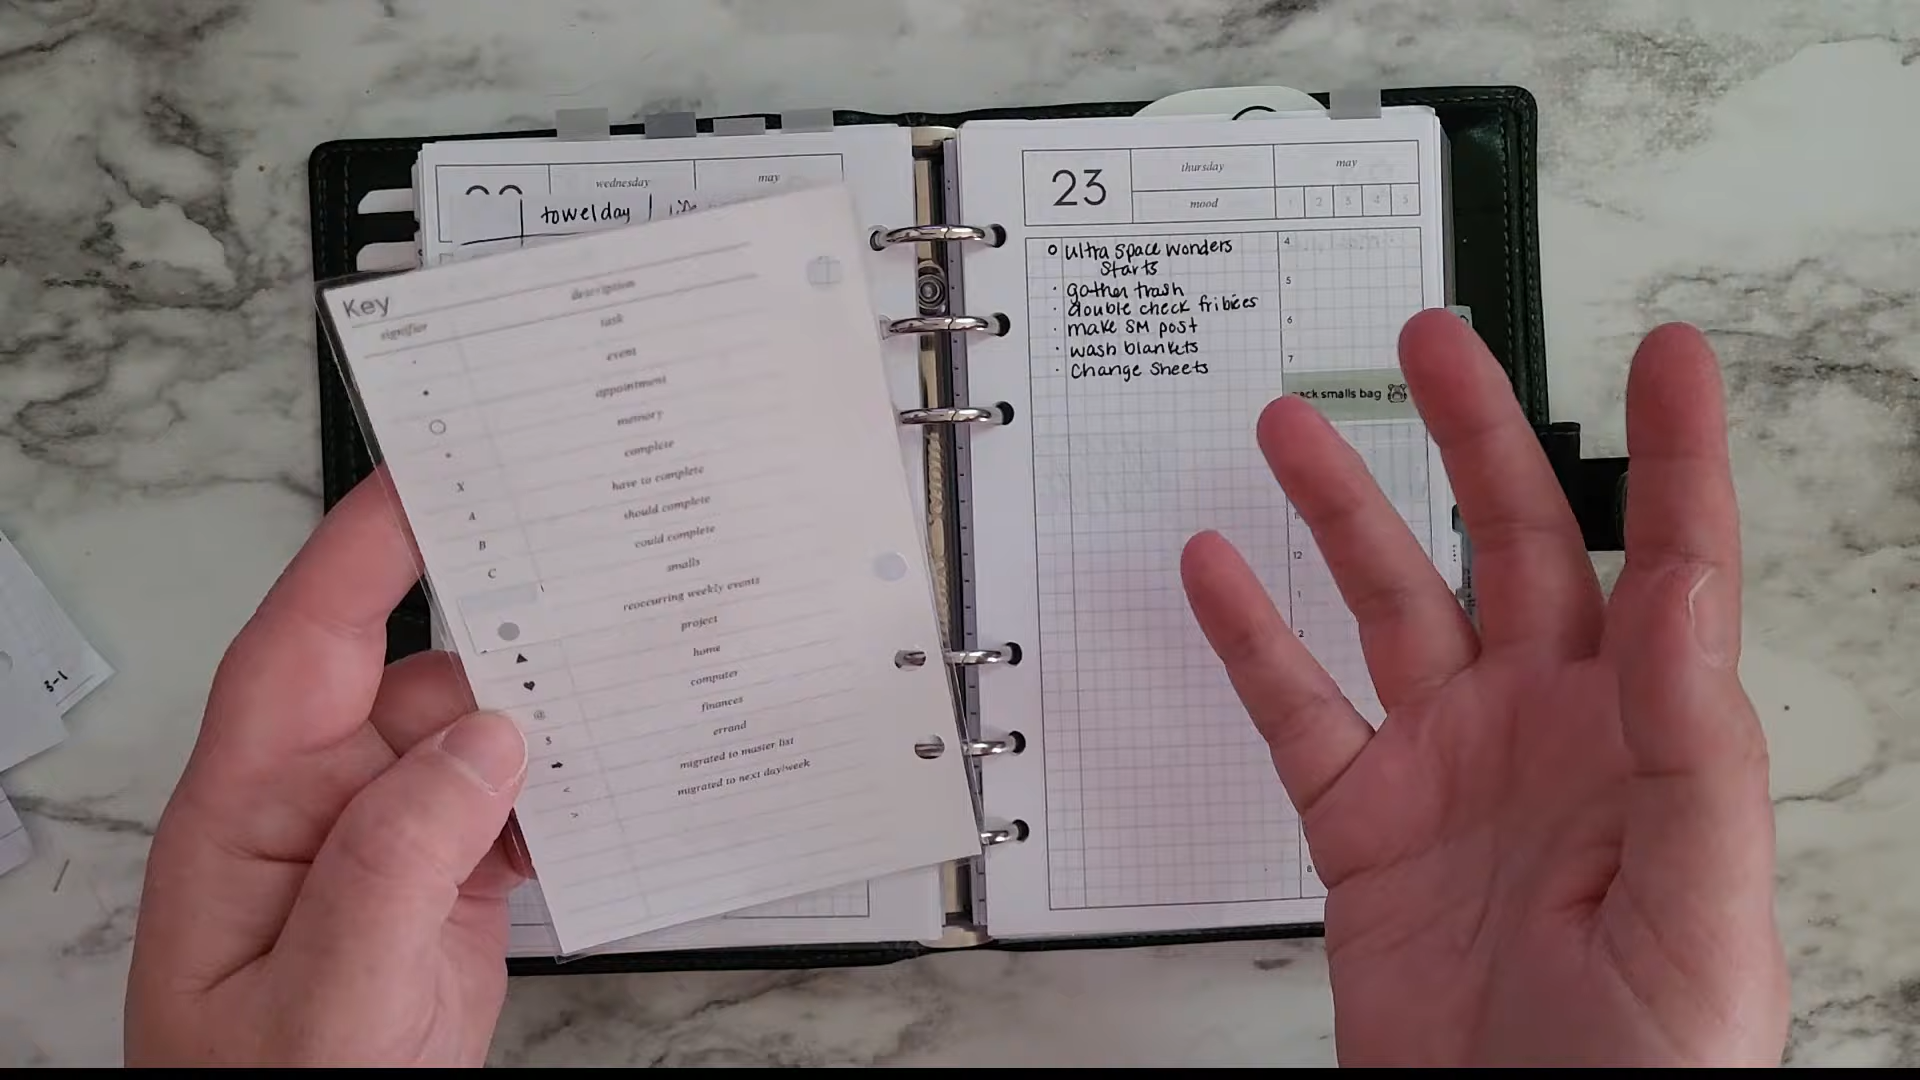 wednesday
may
towelday
Key
signifier
description
task
event
appointment
memory
complete
X
have to complete
A
should complete
B
could complete
C
smalls
reoccurring weekly events
project
home
computer
@
finances
$
errand
migrated to master list
<
migrated to next day/week
>
23
thursday
may
mood
1 2 3 4 5
ultra space wonders
starts
· gather trash
· double check
· make SM post
· wash blankets
· change sheets
4
5
6
7
smalls bag
12
1
2
8
3-1